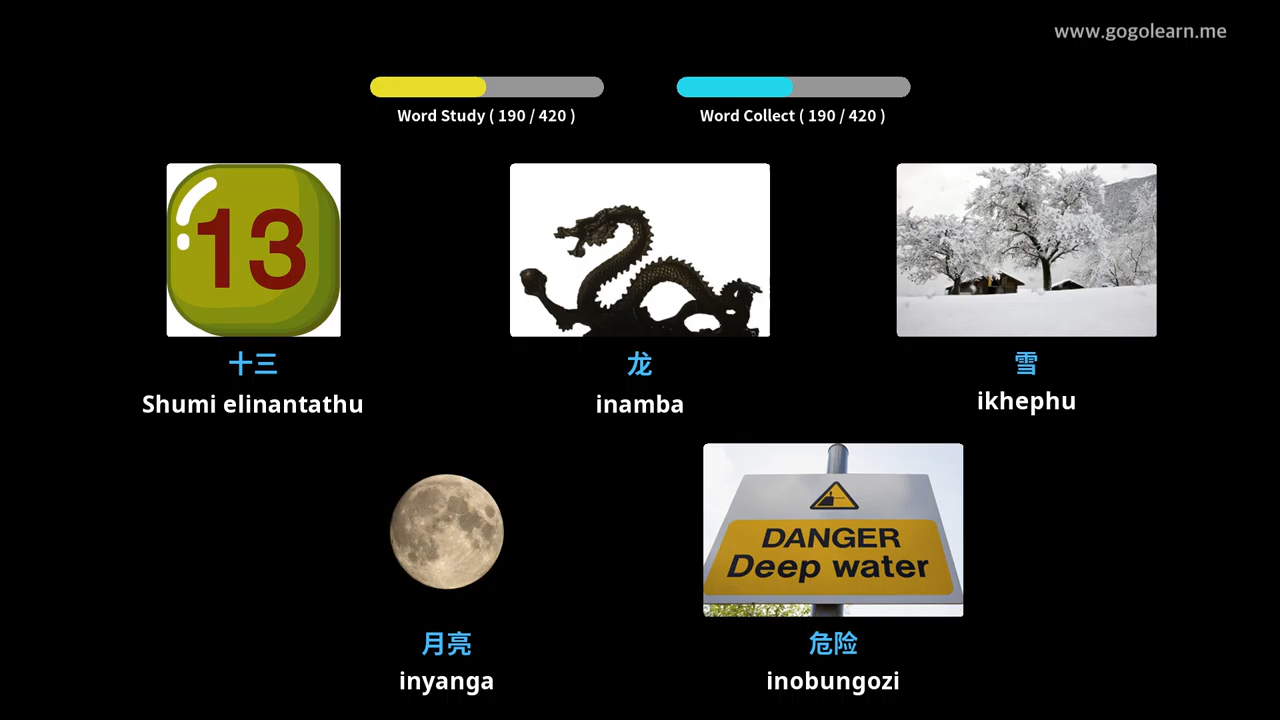 www.gogolearn.me
Word Study ( 190 / 420 )
Word Collect ( 190 / 420 )
13
十三
Shumi elinantathu
龙
inamba
雪
ikhephu
DANGER
Deep water
月亮
inyanga
危险
inobungozi